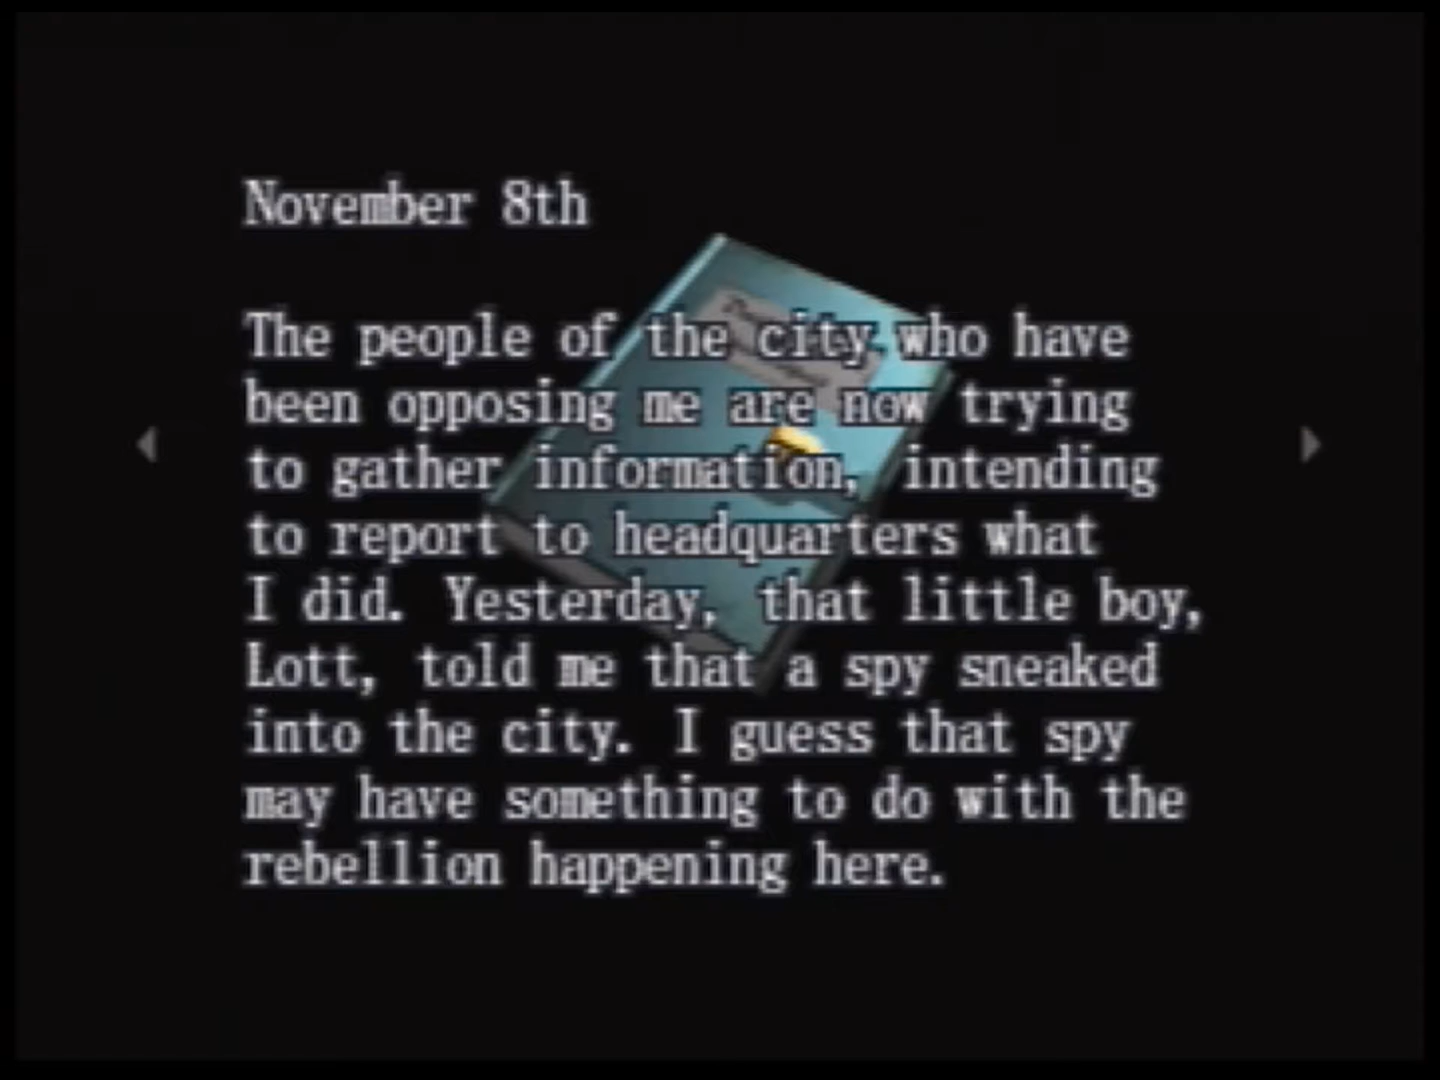 November 8th
The people of the city who have
been opposing me are now trying
to gather information, intending
to report to headquarters what
I did. Yesterday, that little boy,
Lott, told me that a spy sneaked
into the city. I guess that spy
may have something to do with the
rebellion happening here.